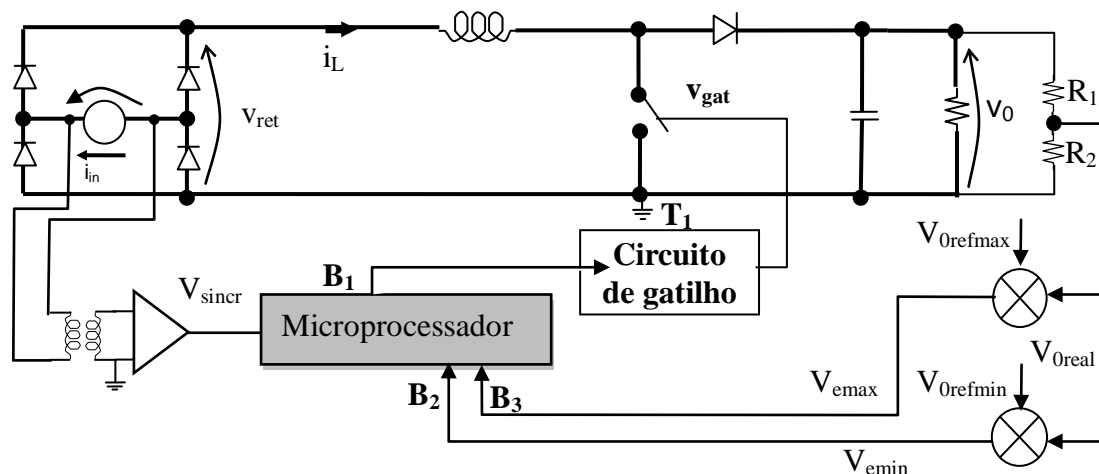 i_L
v_ret
i_in
v_gat
v_0
R_1
R_2
T_1
V_0refmax
Circuito
de gatilho
B_1
V_sincr
Microprocessador
V_0real
V_emax
V_0refmin
B_2
B_3
V_emin